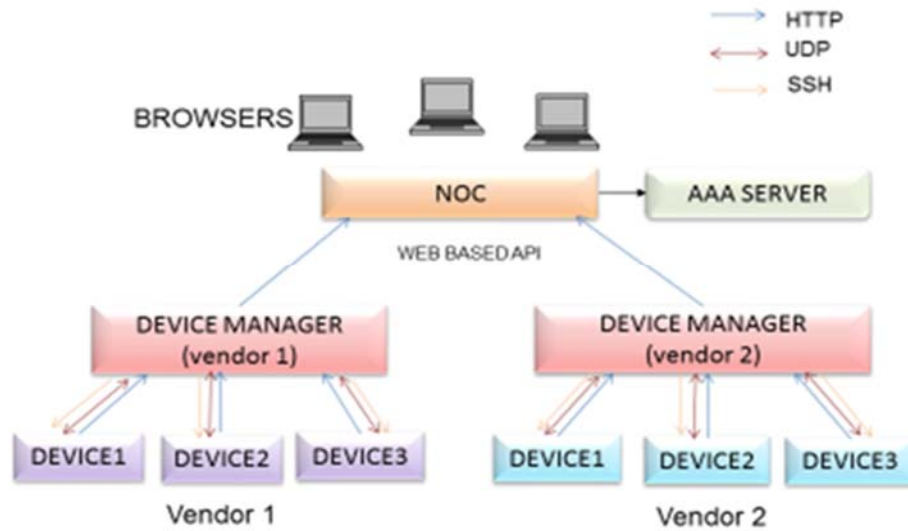 HTTP
UDP
SSH
BROWSERS
NOC
AAA SERVER
WEB BASED API
DEVICE MANAGER
(vendor 1)
DEVICE MANAGER
(vendor 2)
DEVICE1
DEVICE2
DEVICE3
DEVICE1
DEVICE2
DEVICE3
Vendor 1
Vendor 2